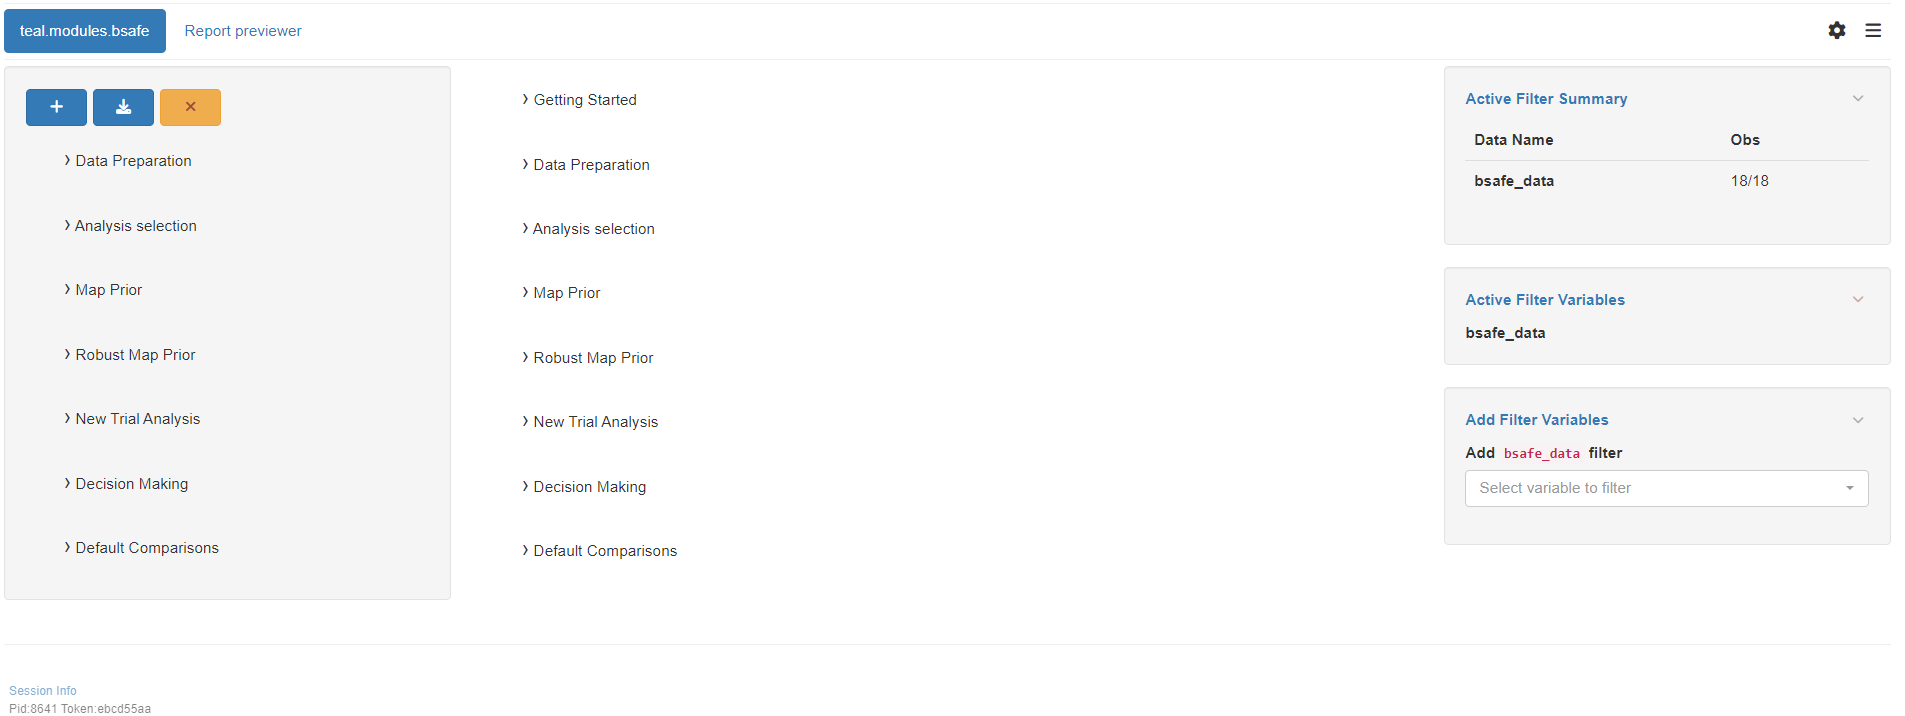 teal.modules.bsafe
Report previewer
Data Preparation
Analysis selection
Map Prior
Robust Map Prior
New Trial Analysis
Decision Making
Default Comparisons
Getting Started
Data Preparation
Analysis selection
Map Prior
Robust Map Prior
New Trial Analysis
Decision Making
Default Comparisons
Active Filter Summary
Data Name Obs
bsafe_data 18/18
Active Filter Variables
bsafe_data
Add Filter Variables
Add bsafe_data filter
Select variable to filter
Session Info
Pid:8641 Token:ebcd55aa